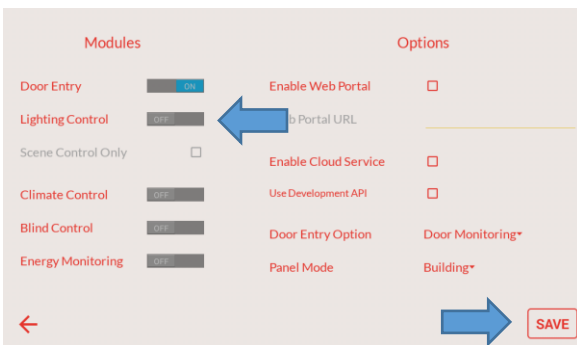 Modules
Options
Door Entry ON
Enable Web Portal
Lighting Control OFF
b Portal URL
Scene Control Only
Enable Cloud Service
Climate Control OFF
Use Development API
Blind Control OFF
Door Entry Option Door Monitoring
Energy Monitoring OFF
Panel Mode Building
SAVE